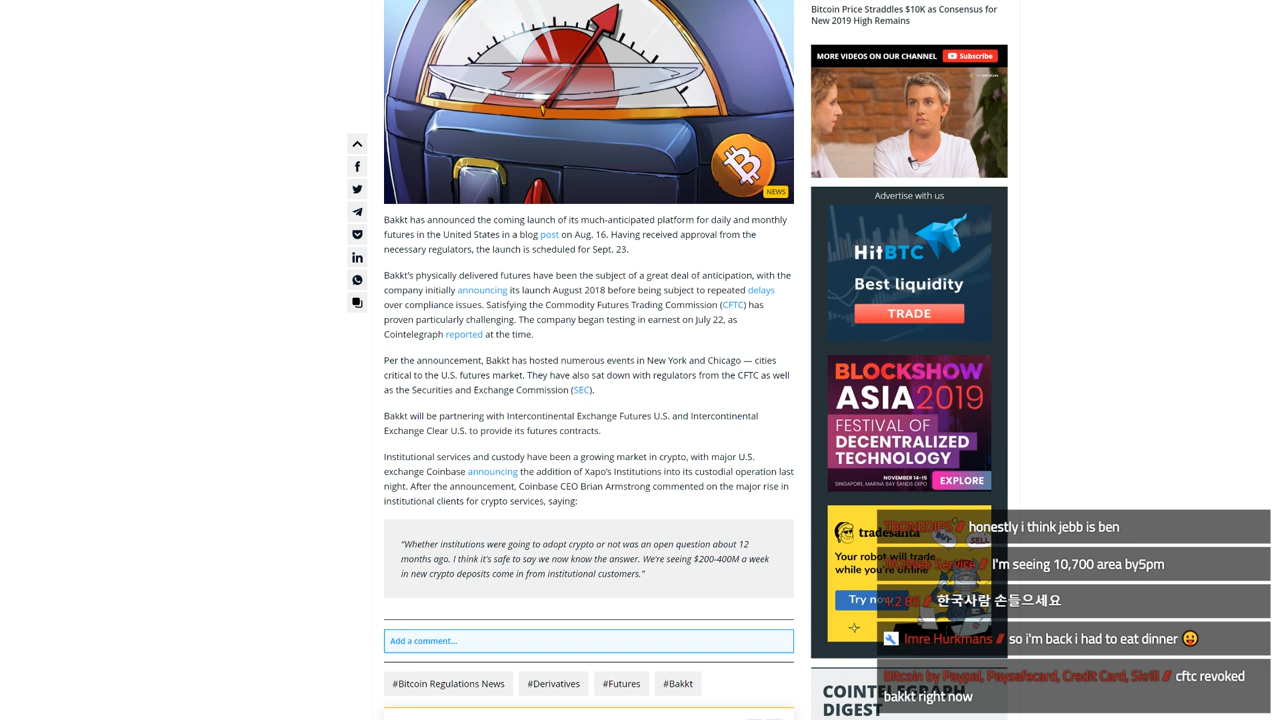 Bitcoin Price Straddles $10K as Consensus for
New 2019 High Remains
MORE VIDEOS ON OUR CHANNEL
Subscribe
NEWS
Bakkt has announced the coming launch of its much-anticipated platform for daily and monthly
futures in the United States in a blog post on Aug. 16. Having received approval from the
necessary regulators, the launch is scheduled for Sept. 23.
Bakkt's physically delivered futures have been the subject of a great deal of anticipation, with the
company initially announcing its launch August 2018 before being subject to repeated delays
over compliance issues. Satisfying the Commodity Futures Trading Commission (CFTC) has
proven particularly challenging. The company began testing in earnest on July 22, as
Cointelegraph reported at the time.
Per the announcement, Bakkt has hosted numerous events in New York and Chicago — cities
critical to the U.S. futures market. They have also sat down with regulators from the CFTC as well
as the Securities and Exchange Commission (SEC).
Bakkt will be partnering with Intercontinental Exchange Futures U.S. and Intercontinental
Exchange Clear U.S. to provide its futures contracts.
Institutional services and custody have been a growing market in crypto, with major U.S.
exchange Coinbase announcing the addition of Xapo's Institutions into its custodial operation last
night. After the announcement, Coinbase CEO Brian Armstrong commented on the major rise in
institutional clients for crypto services, saying:
"Whether institutions were going to adopt crypto or not was an open question about 12
months ago. I think it's safe to say we now know the answer. We're seeing $200-400M a week
in new crypto deposits come in from institutional customers."
Add a comment...
#Bitcoin Regulations News
#Derivatives
#Futures
#Bakkt
Advertise with us
HitBTC
Best liquidity
TRADE
BLOCKSHOW
ASIA 2019
FESTIVAL OF
DECENTRALIZED
TECHNOLOGY
NOVEMBER 14-15
SINGAPORE, MARINA BAY SANDS EXPO
EXPLORE
tradesanta
BUY
SELL
Your robot will trade
while you're offline
Try now
COINTELEGRAPH
DIGEST
// honestly i think jebb is ben
Service // I'm seeing 10,700 area by5pm
// 한국사람 손들으세요
Imre Hurkmans // so i'm back i had to eat dinner 😛
Bitcoin by Paypal, Paysafecard, Credit Card, Skrill // cftc revoked
bakkt right now